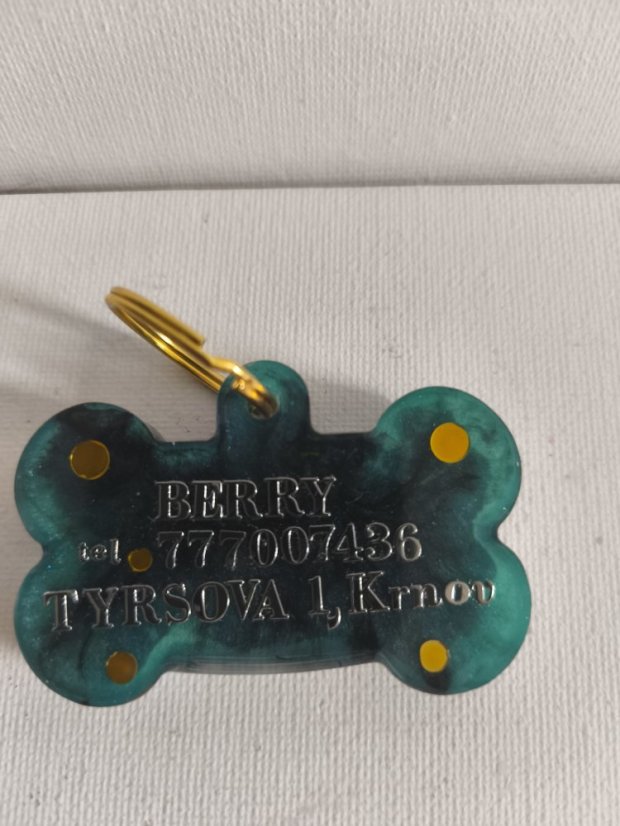 BERRY
tel. 777007436
TYRSOVA 1, Krnov